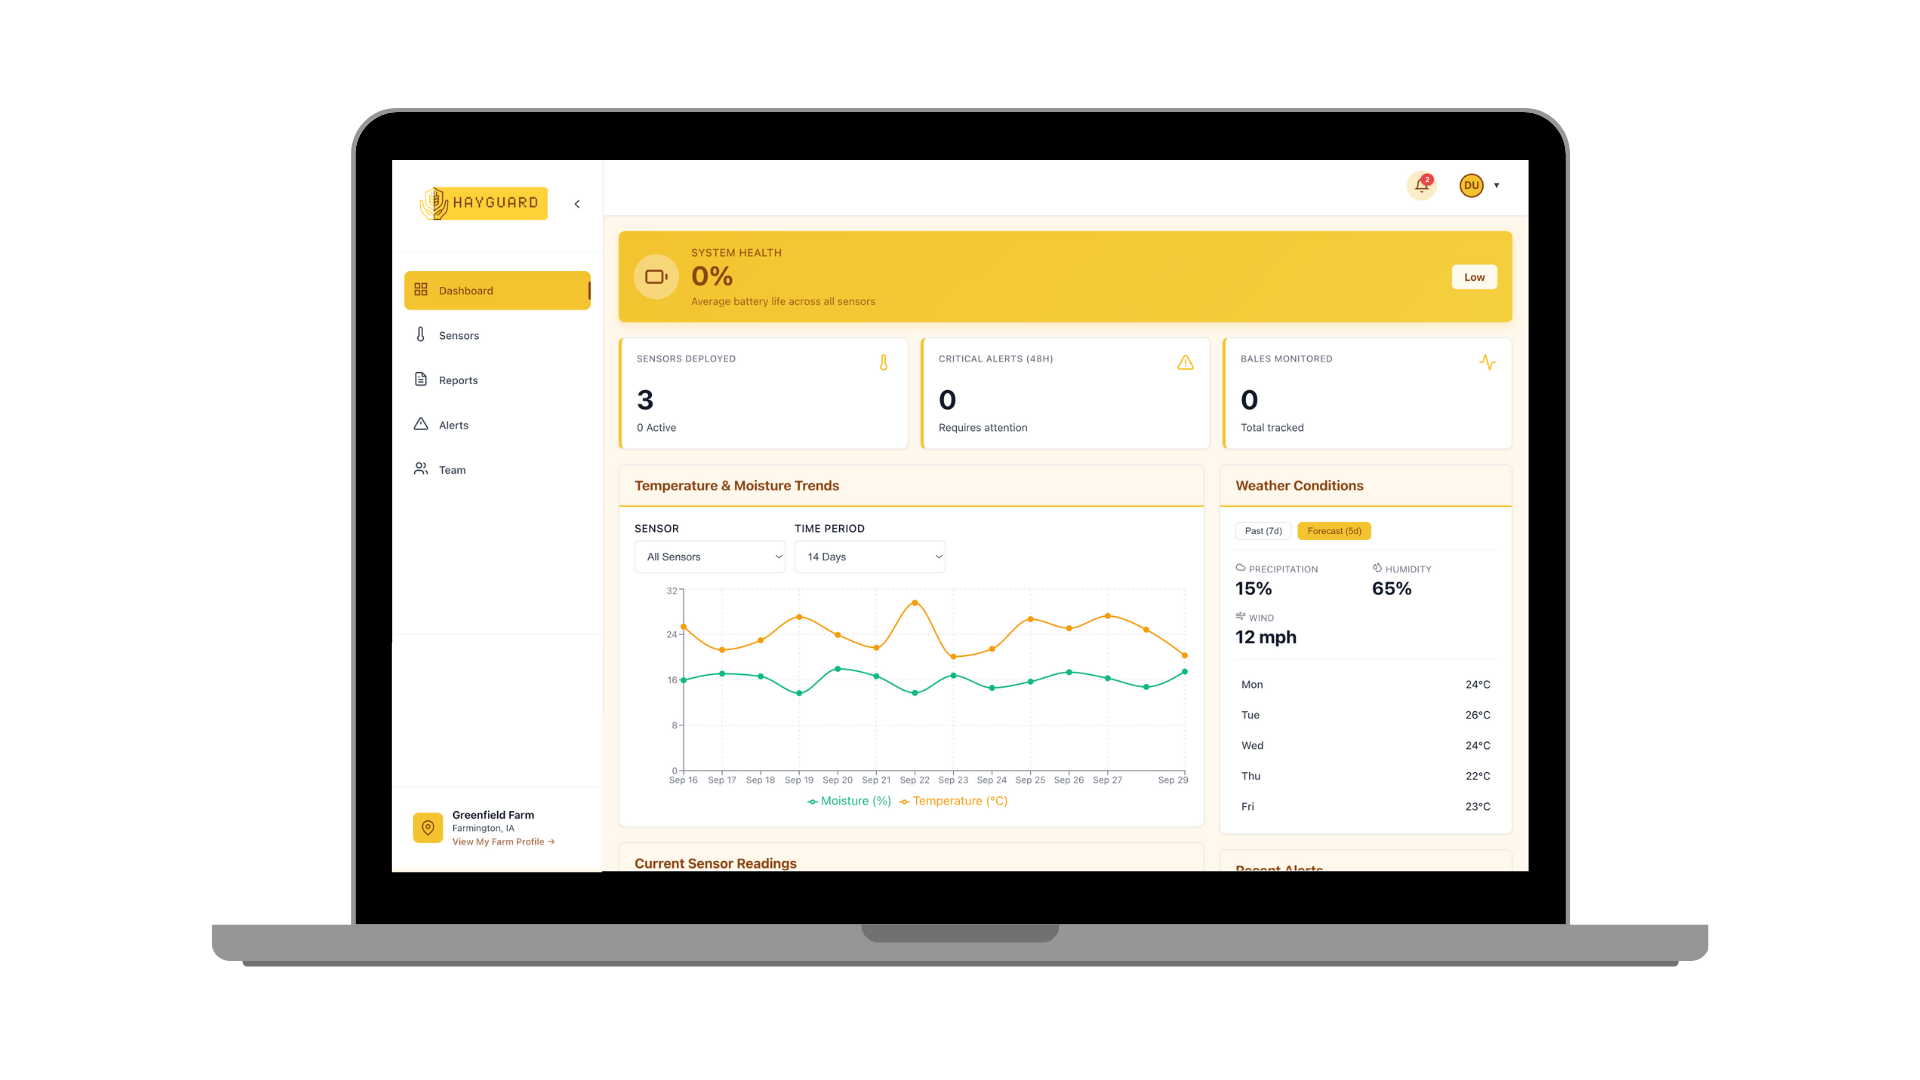 HAYGUARD
2
DU
Dashboard
Sensors
Reports
Alerts
Team
Greenfield Farm
Farmington, IA
View My Farm Profile →
SYSTEM HEALTH
0%
Average battery life across all sensors
Low
SENSORS DEPLOYED
3
0 Active
CRITICAL ALERTS (48H)
0
Requires attention
BALES MONITORED
0
Total tracked
Temperature & Moisture Trends
SENSOR
TIME PERIOD
All Sensors
14 Days
32
24
16
8
0
Sep 16 Sep 17 Sep 18 Sep 19 Sep 20 Sep 21 Sep 22 Sep 23 Sep 24 Sep 25 Sep 26 Sep 27 Sep 29
Moisture (%) Temperature (°C)
Weather Conditions
Past (7d) Forecast (5d)
PRECIPITATION
15%
HUMIDITY
65%
WIND
12 mph
Mon 24°C
Tue 26°C
Wed 24°C
Thu 22°C
Fri 23°C
Current Sensor Readings
Recent Alerts